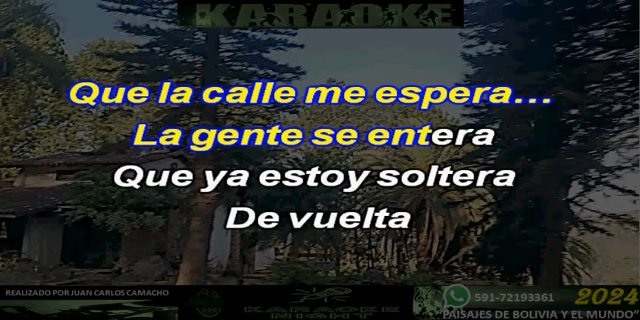 KARAOKE
Que la calle me espera...
La gente se entera
Que ya estoy soltera
De vuelta
REALIZADO POR JUAN CARLOS CAMACHO
KARAOKE
591-72193361
2024
PAISAJES DE BOLIVIA Y EL MUNDO"